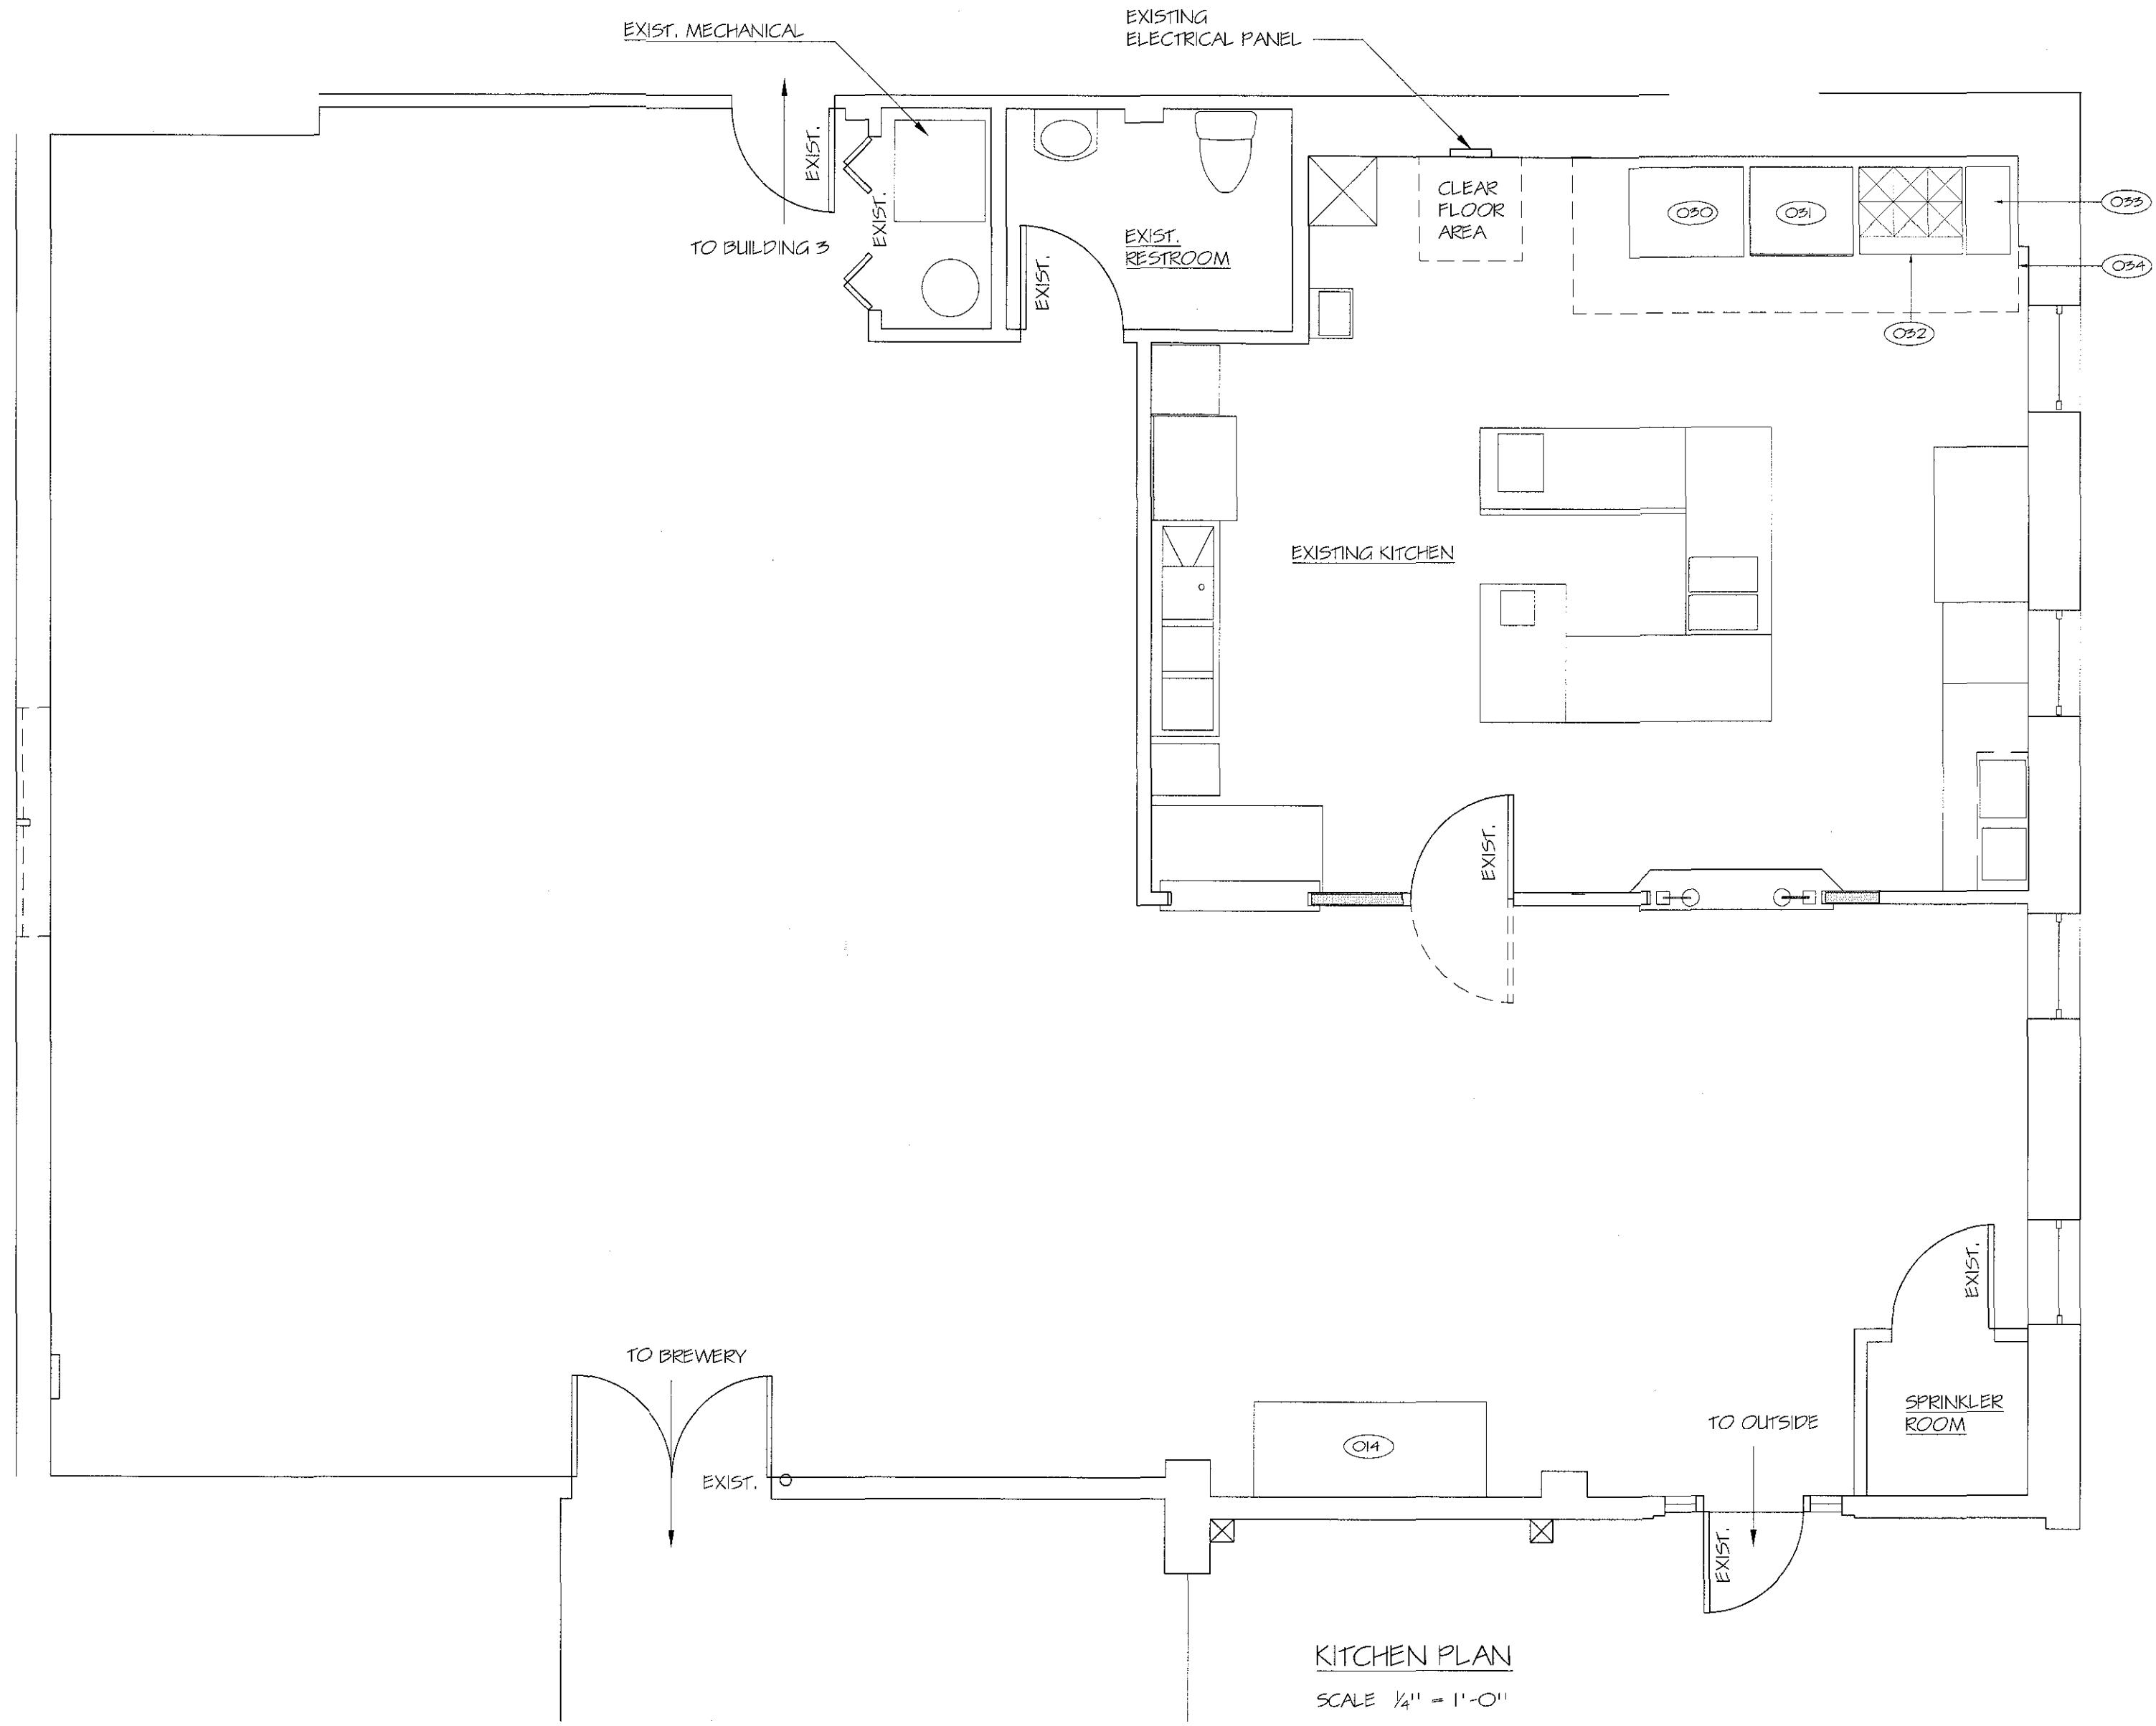 EXISTING
ELECTRICAL PANEL
EXIST. MECHANICAL
EXIST.
TO BUILDING 3
EXIST.
EXIST.
EXIST.
RESTROOM
CLEAR
FLOOR
AREA
030
031
033
034
032
EXISTING KITCHEN
EXIST.
EXIST.
TO BREWERY
EXIST.
014
TO OUTSIDE
SPRINKLER
ROOM
EXIST.
KITCHEN PLAN
SCALE 1/4" = 1'-0"